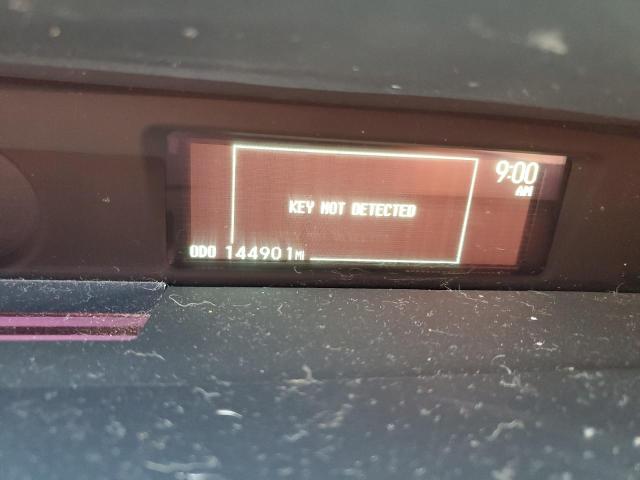 9:00
AM
KEY NOT DETECTED
ODO 144901MI